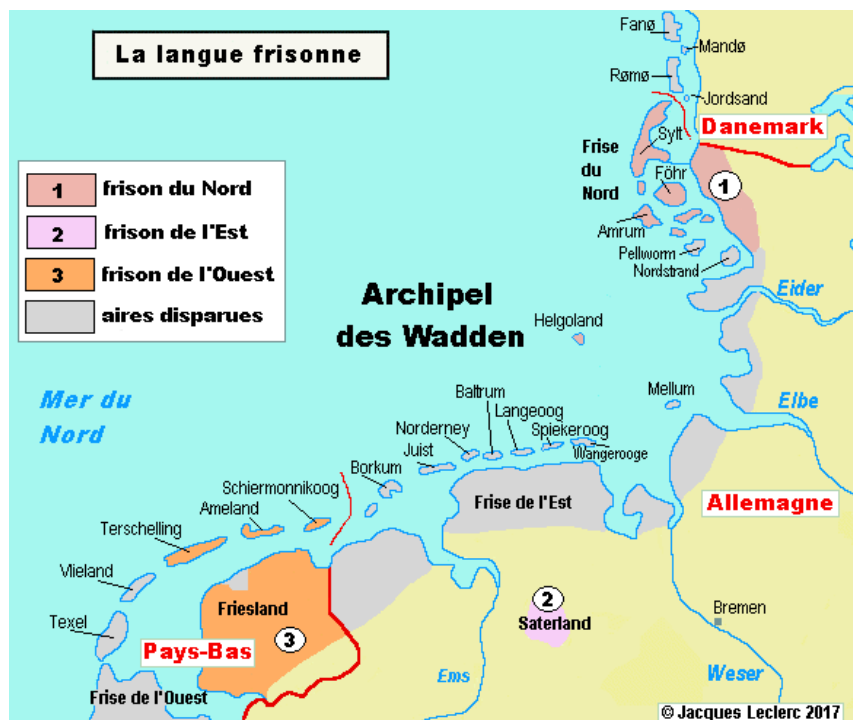 La langue frisonne
Fanø
Mandø
Rømø
Jordsand
Danemark
Sylt
Frise
du
Nord
Föhr
1
Amrum
Pellworm
Nordstrand
1 frison du Nord
2 frison de l'Est
3 frison de l'Ouest
aires disparues
Archipel
des Wadden
Eider
Helgoland
Mer du
Nord
Mellum
Elbe
Baltrum
Langeoog
Norderney
Spiekeroog
Juist
Wangerooge
Borkum
Schiermonnikoog
Ameland
Terschelling
Frise de l'Est
Allemagne
Vlieland
Texel
Friesland
3
2
Saterland
Bremen
Pays-Bas
Ems
Weser
Frise de l'Ouest
© Jacques Leclerc 2017